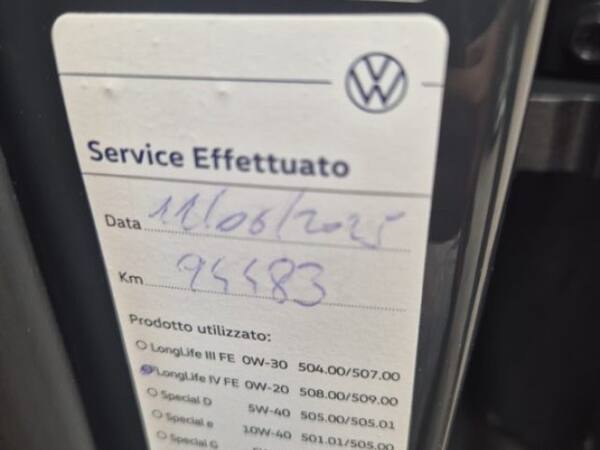 Service Effettuato
Data 11/06/2025
Km 94483
Prodotto utilizzato:
LongLife III FE 0W-30 504.00/507.00
LongLife IV FE 0W-20 508.00/509.00
Special D 5W-40 505.00/505.01
Special e 10W-40 501.01/505.00
Special G